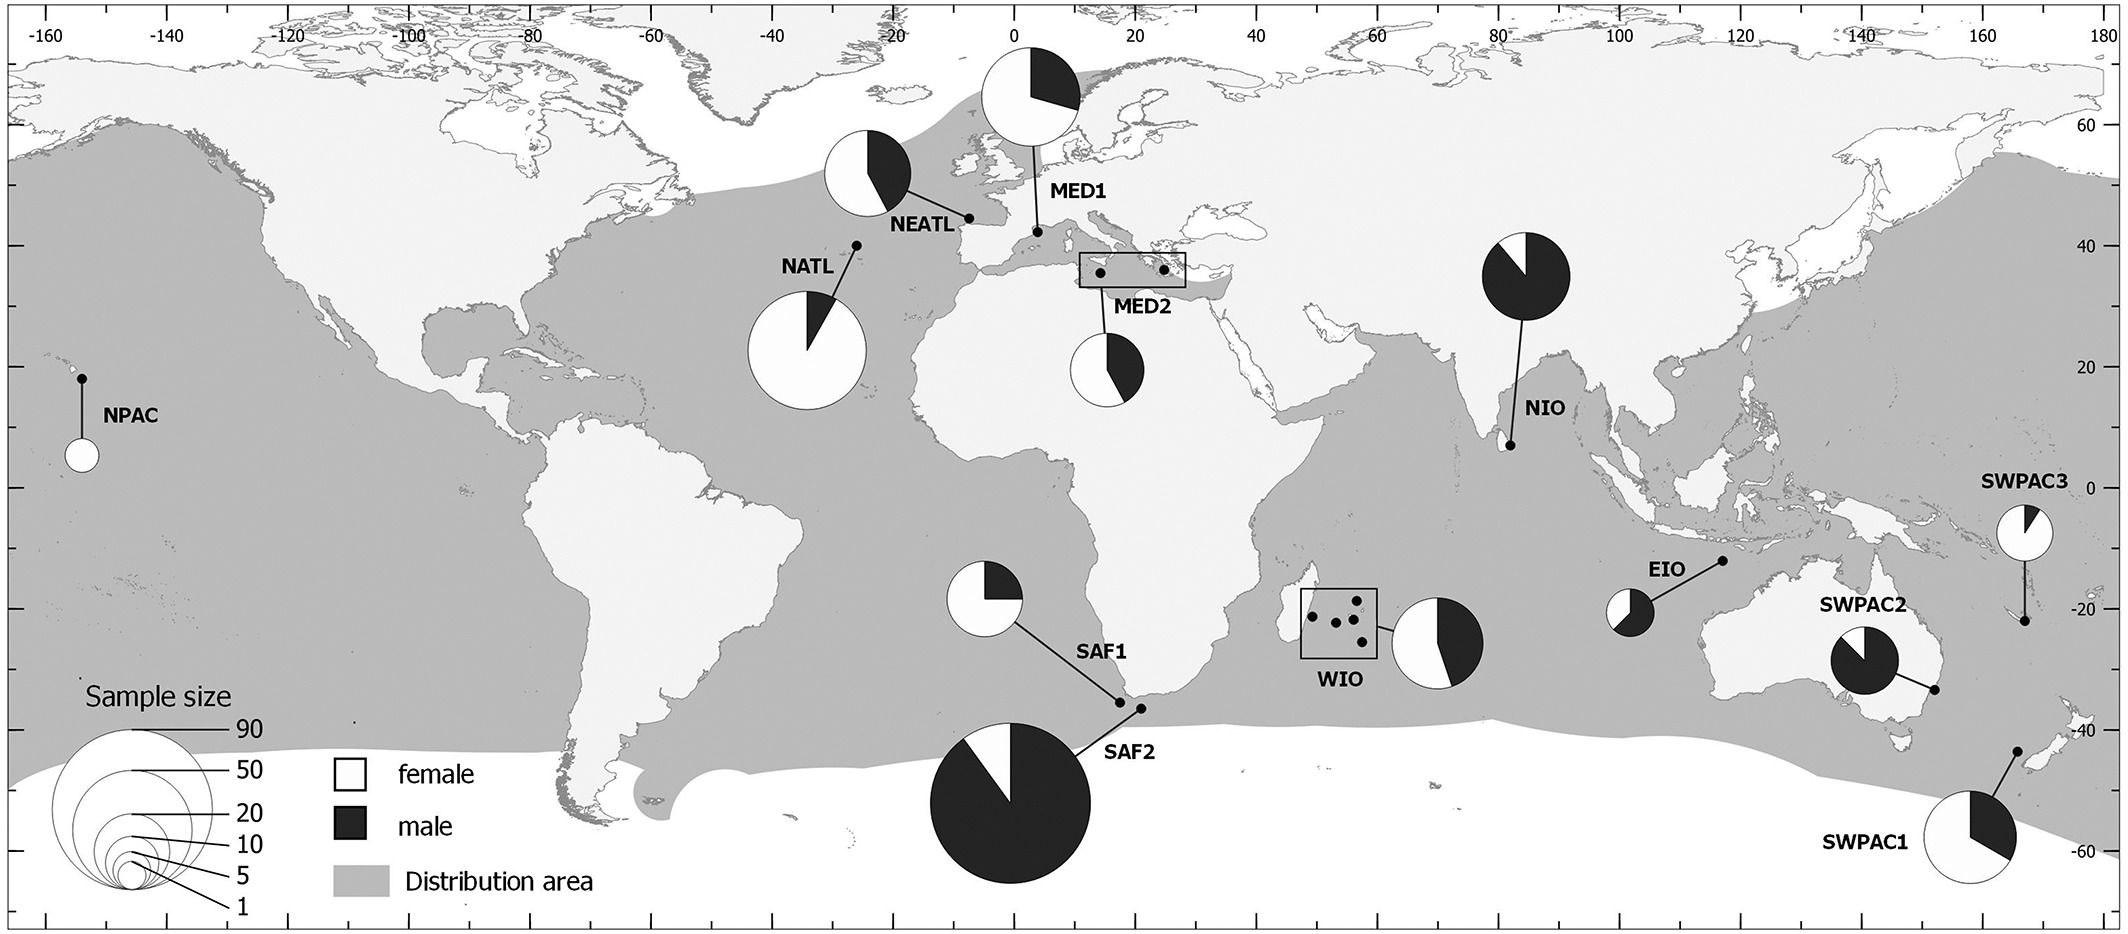 -160 -140 -120 -100 -80 -60 -40 -20 0 20 40 60 80 100 120 140 160 180
60
MED1
NEATL
40
NATL
MED2
20
NIO
NPAC
SWPAC3
0
EIO
SWPAC2
-20
SAF1
WIO
Sample size
90
-40
SAF2
50
female
20
male
10
SWPAC1
-60
5
Distribution area
1